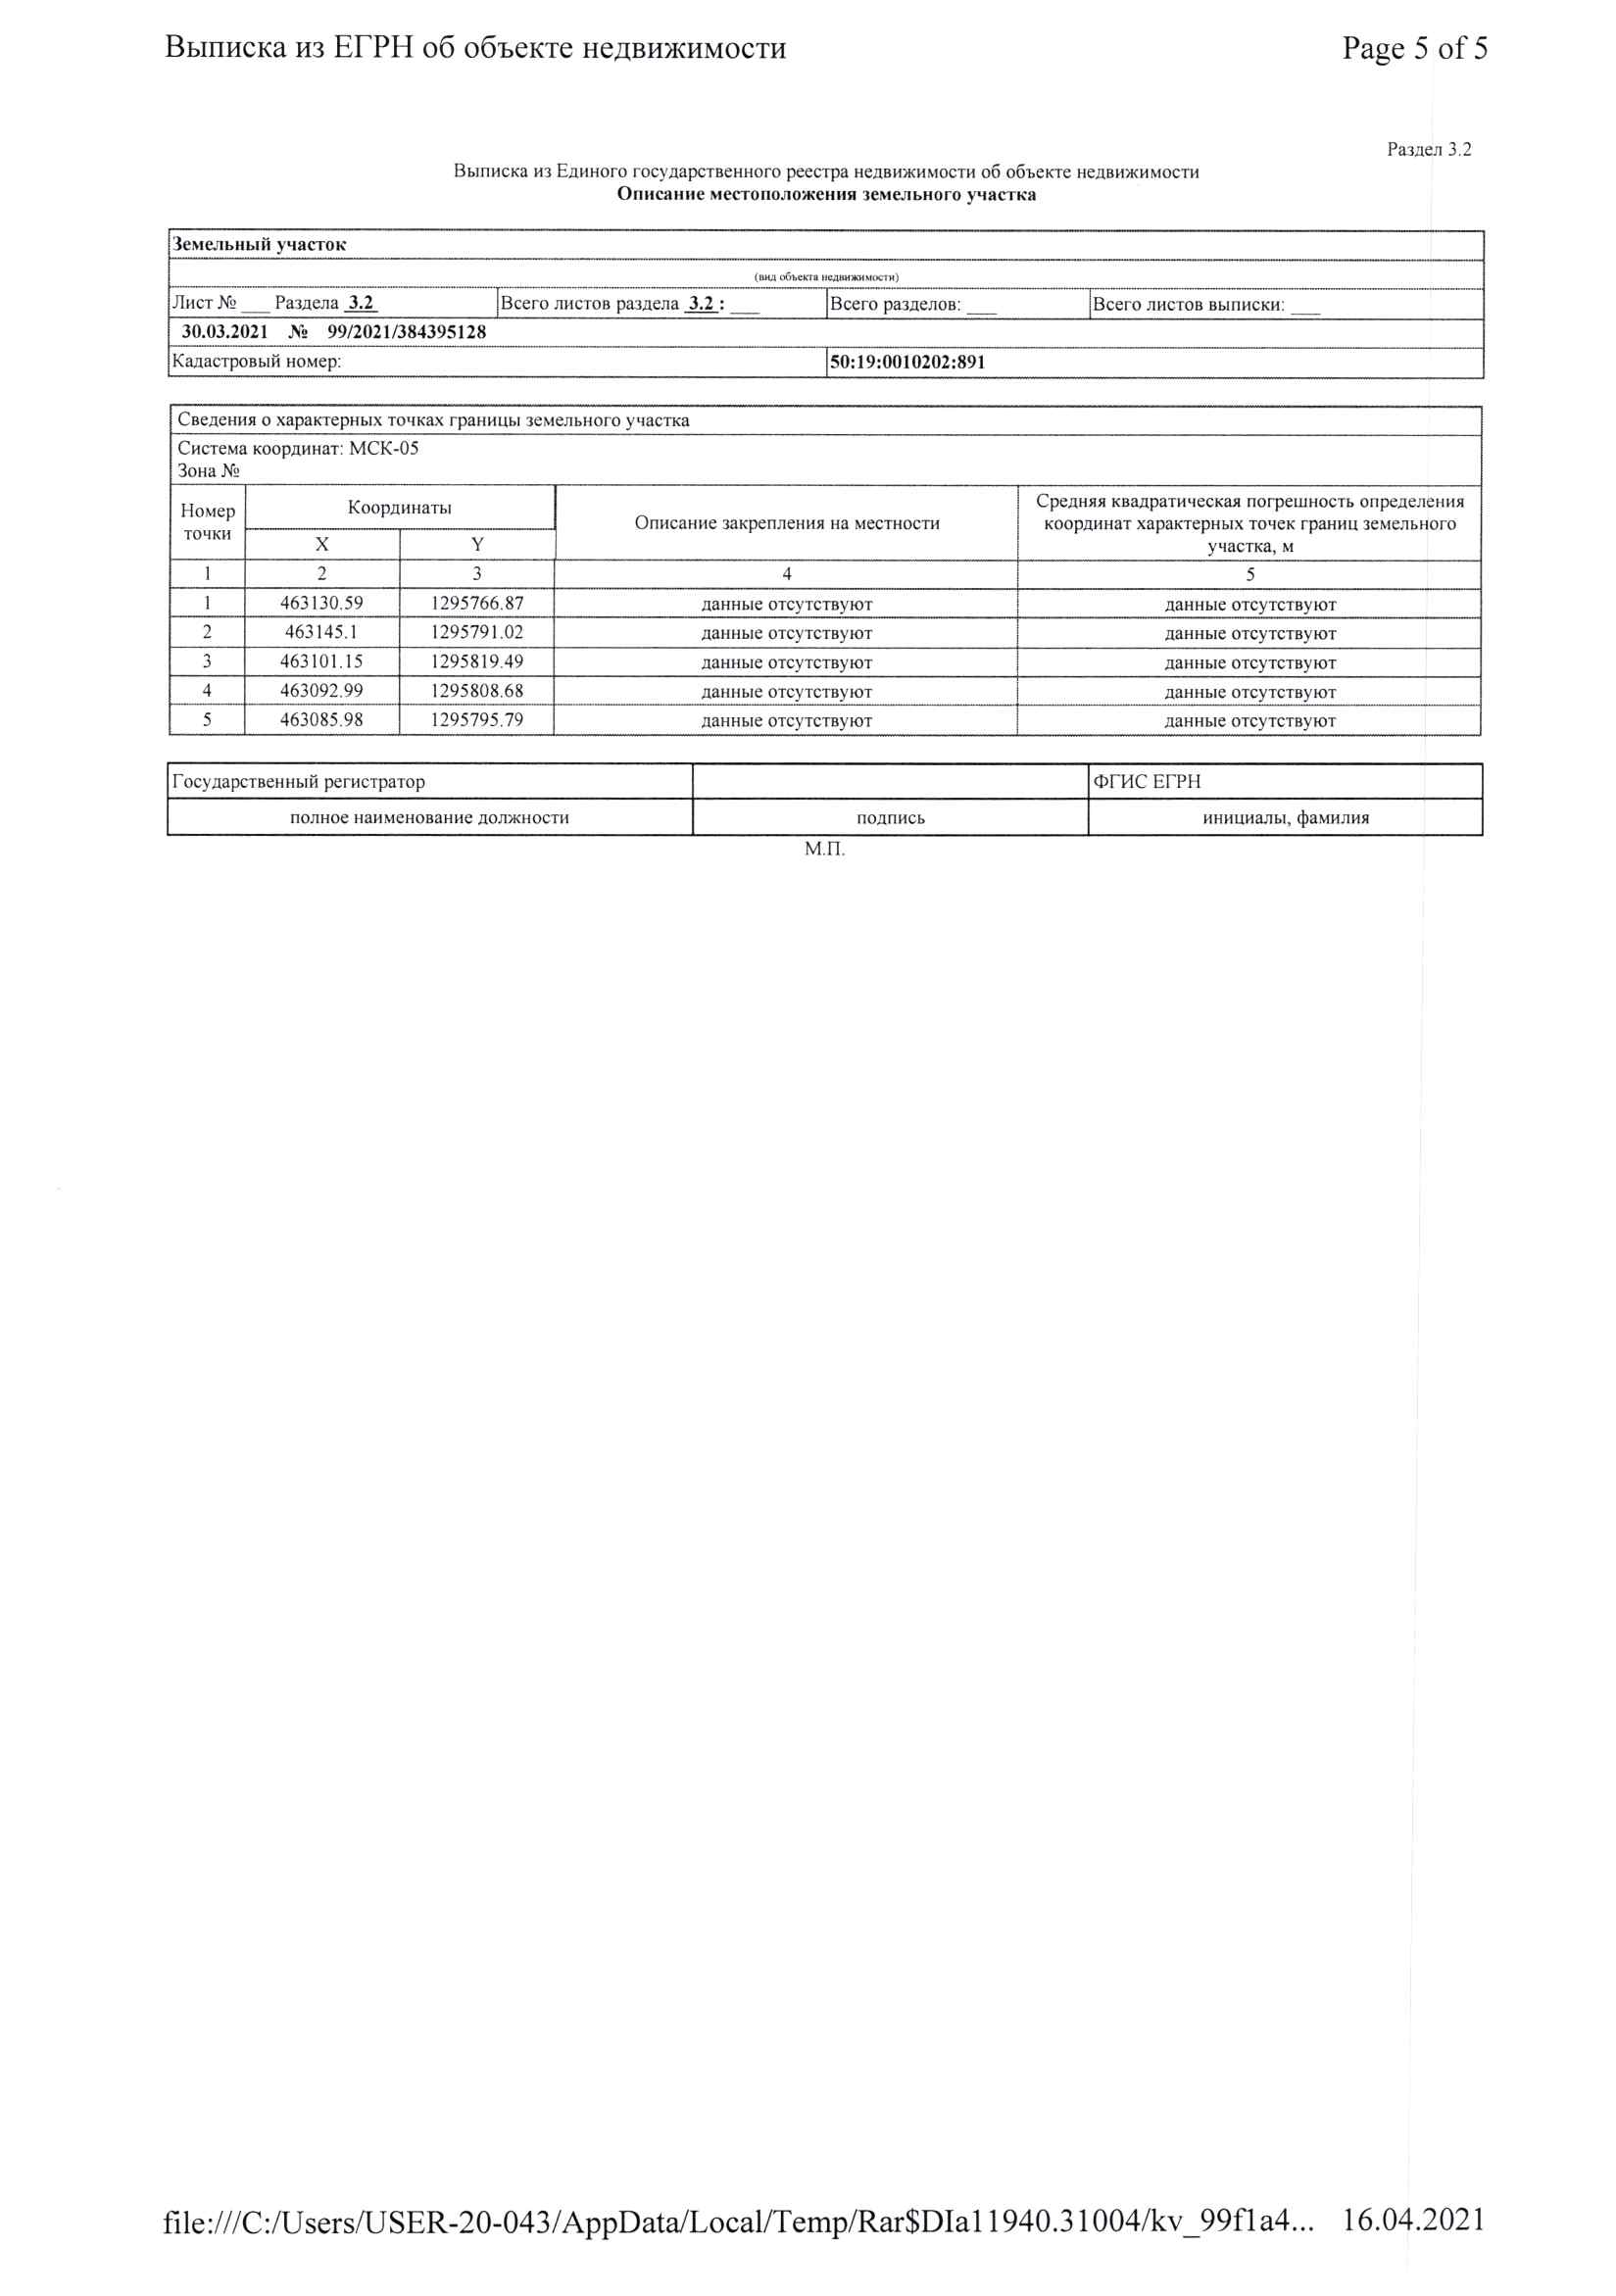 Выписка из ЕГРН об объекте недвижимости Page 5 of 5
Раздел 3.2
Выписка из Единого государственного реестра недвижимости об объекте недвижимости
Описание местоположения земельного участка
Земельный участок
(вид объекта недвижимости)
Лист № ___ Раздела 3.2 Всего листов раздела 3.2 : ___ Всего разделов: ___ Всего листов выписки: ___
30.03.2021 № 99/2021/384395128
Кадастровый номер: 50:19:0010202:891
Сведения о характерных точках границы земельного участка
Система координат: МСК-05
Зона №
Номер точки Координаты Описание закрепления на местности Средняя квадратическая погрешность определения координат характерных точек границ земельного участка, м
X Y
1 2 3 4 5
1 463130.59 1295766.87 данные отсутствуют данные отсутствуют
2 463145.1 1295791.02 данные отсутствуют данные отсутствуют
3 463101.15 1295819.49 данные отсутствуют данные отсутствуют
4 463092.99 1295808.68 данные отсутствуют данные отсутствуют
5 463085.98 1295795.79 данные отсутствуют данные отсутствуют
Государственный регистратор ФГИС ЕГРН
полное наименование должности подпись инициалы, фамилия
М.П.
file:///C:/Users/USER-20-043/AppData/Local/Temp/Rar$DIa11940.31004/kv_99f1a4... 16.04.2021